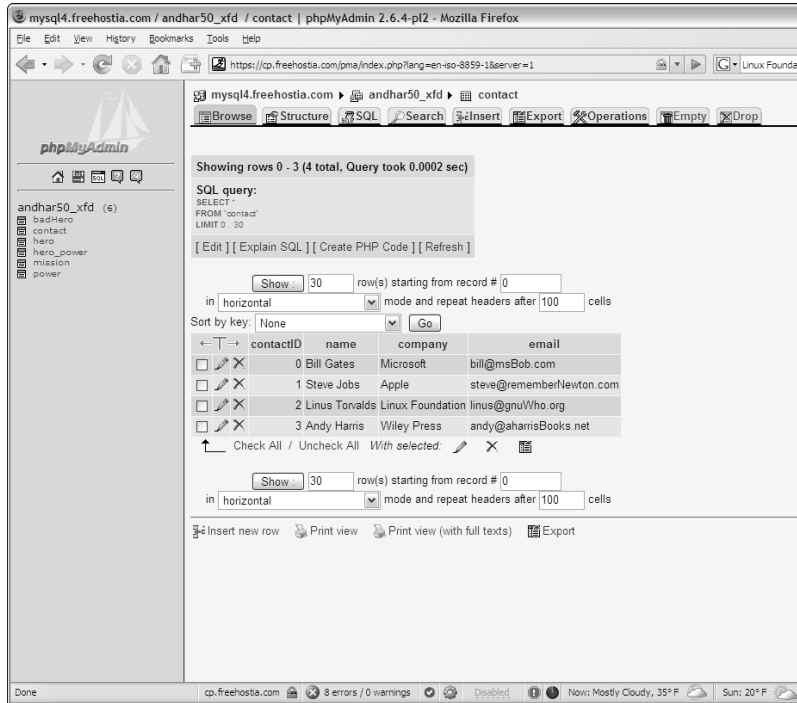 mysql4.freehostia.com / andhar50_xfd / contact | phpMyAdmin 2.6.4-pl2 - Mozilla Firefox
File Edit View History Bookmarks Tools Help
https://cp.freehostia.com/pma/index.php?lang=en-iso-8859-1&server=1
G Linux Founda
phpMyAdmin
SQL
andhar50_xfd (6)
badHero
contact
hero
hero_power
mission
power
mysql4.freehostia.com ▸ andhar50_xfd ▸ contact
Browse Structure SQL Search Insert Export Operations Empty Drop
Showing rows 0 - 3 (4 total, Query took 0.0002 sec)
SQL query:
SELECT *
FROM `contact`
LIMIT 0 , 30
[ Edit ] [ Explain SQL ] [ Create PHP Code ] [ Refresh ]
Show : 30 row(s) starting from record # 0
in horizontal mode and repeat headers after 100 cells
Sort by key: None Go
←T→ contactID name company email
0 Bill Gates Microsoft bill@msBob.com
1 Steve Jobs Apple steve@rememberNewton.com
2 Linus Torvalds Linux Foundation linus@gnuWho.org
3 Andy Harris Wiley Press andy@aharrisBooks.net
Check All / Uncheck All With selected:
Show : 30 row(s) starting from record # 0
in horizontal mode and repeat headers after 100 cells
Insert new row Print view Print view (with full texts) Export
Done cp.freehostia.com 8 errors / 0 warnings Disabled Now: Mostly Cloudy, 35° F Sun: 20° F